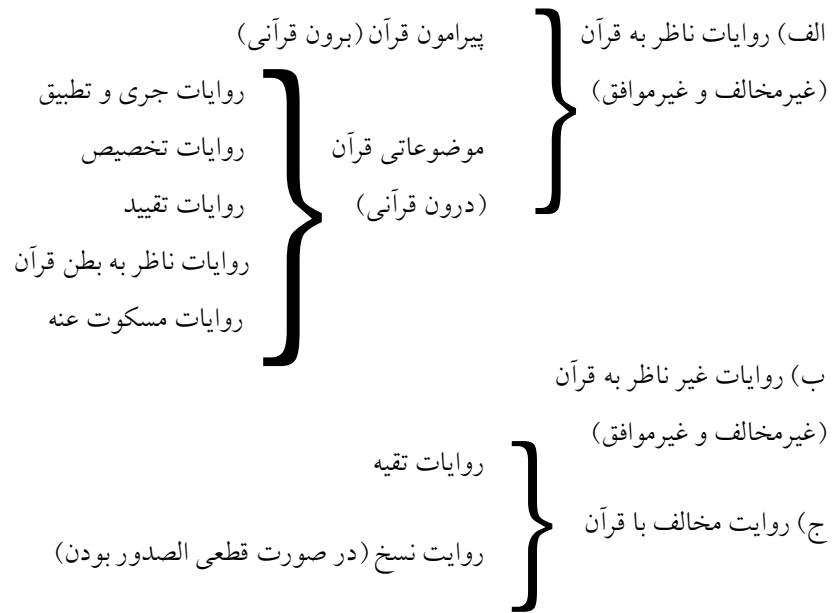 الف) روایات ناظر به قرآن
(غیرمخالف و غیرموافق)
پیرامون قرآن (برون قرآنی)
موضوعاتی قرآن
(درون قرآنی)
روایات جری و تطبیق
روایات تخصیص
روایات تقیید
روایات ناظر به بطن قرآن
روایات مسکوت عنه
ب) روایات غیر ناظر به قرآن
(غیرمخالف و غیرموافق)
ج) روایت مخالف با قرآن
روایات تقیه
روایت نسخ (در صورت قطعی الصدور بودن)